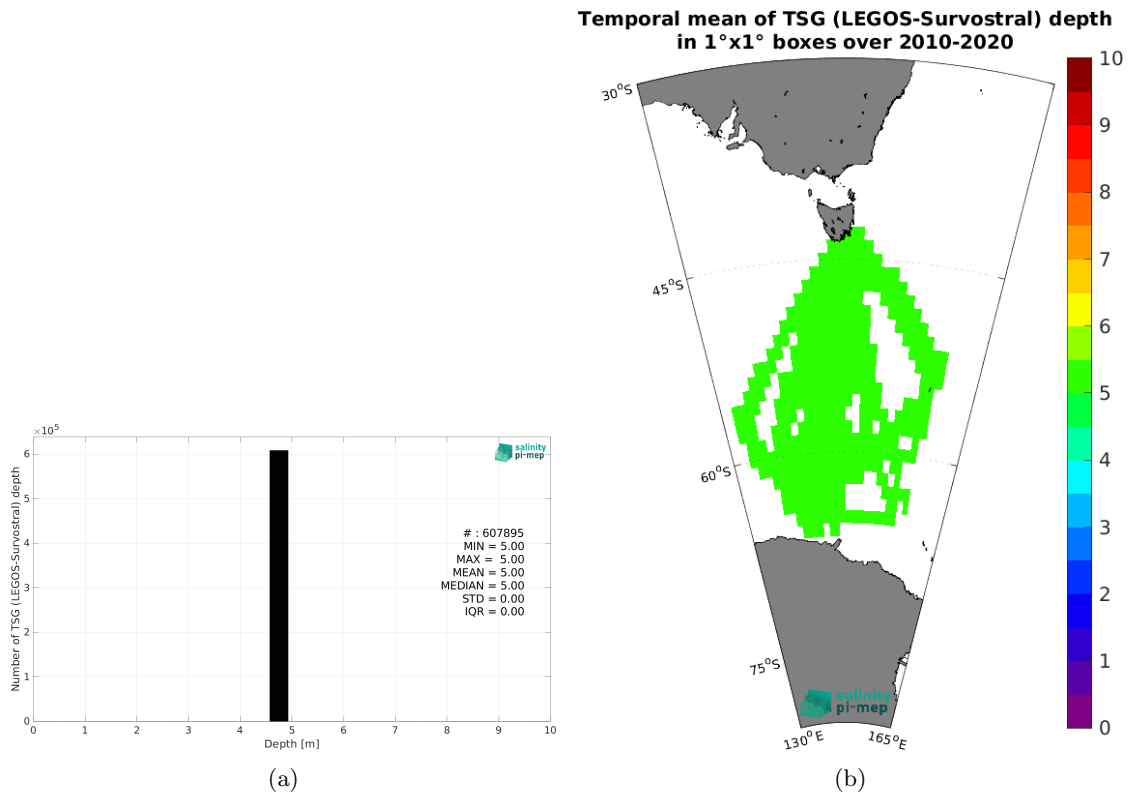 ×10⁵
6
5
4
3
2
1
0
Number of TSG (LEGOS-Survostral) depth
salinity
pi-mep
# : 607895
MIN = 5.00
MAX = 5.00
MEAN = 5.00
MEDIAN = 5.00
STD = 0.00
IQR = 0.00
0 1 2 3 4 5 6 7 8 9 10
Depth [m]
(a)
Temporal mean of TSG (LEGOS-Survostral) depth
in 1°x1° boxes over 2010-2020
30°S
45°S
60°S
75°S
130°E
165°E
salinity
pi-mep
10
9
8
7
6
5
4
3
2
1
0
(b)